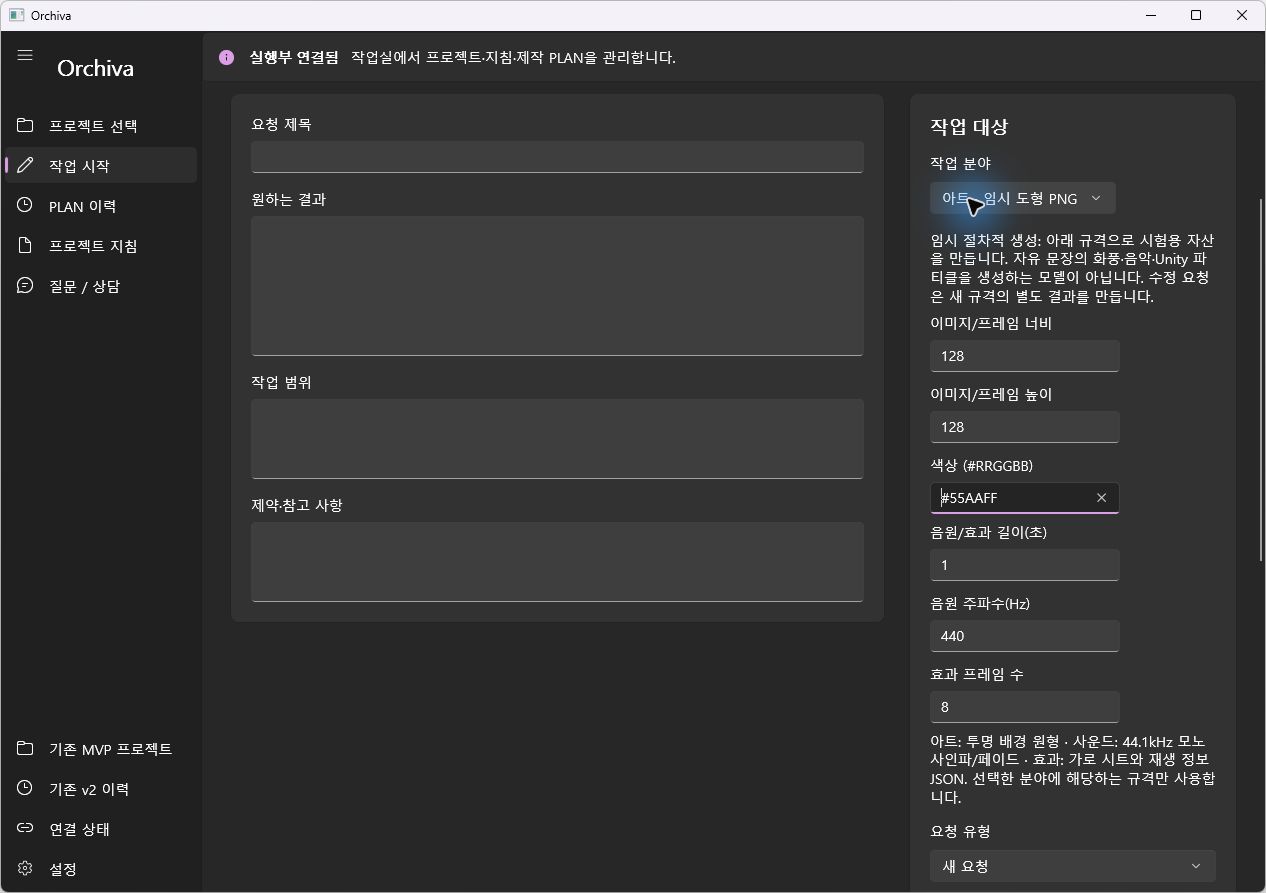 Orchiva
Orchiva
프로젝트 선택
작업 시작
PLAN 이력
프로젝트 지침
질문 / 상담
기존 MVP 프로젝트
기존 v2 이력
연결 상태
설정
실행부 연결됨 작업실에서 프로젝트·지침·제작 PLAN을 관리합니다.
요청 제목
원하는 결과
작업 범위
제약·참고 사항
작업 대상
작업 분야
아트 임시 도형 PNG
임시 절차적 생성: 아래 규격으로 시험용 자산
을 만듭니다. 자유 문장의 화풍·음악·Unity 파
티클을 생성하는 모델이 아닙니다. 수정 요청
은 새 규격의 별도 결과를 만듭니다.
이미지/프레임 너비
128
이미지/프레임 높이
128
색상 (#RRGGBB)
#55AAFF
음원/효과 길이(초)
1
음원 주파수(Hz)
440
효과 프레임 수
8
아트: 투명 배경 원형 · 사운드: 44.1kHz 모노
사인파/페이드 · 효과: 가로 시트와 재생 정보
JSON. 선택한 분야에 해당하는 규격만 사용합
니다.
요청 유형
새 요청